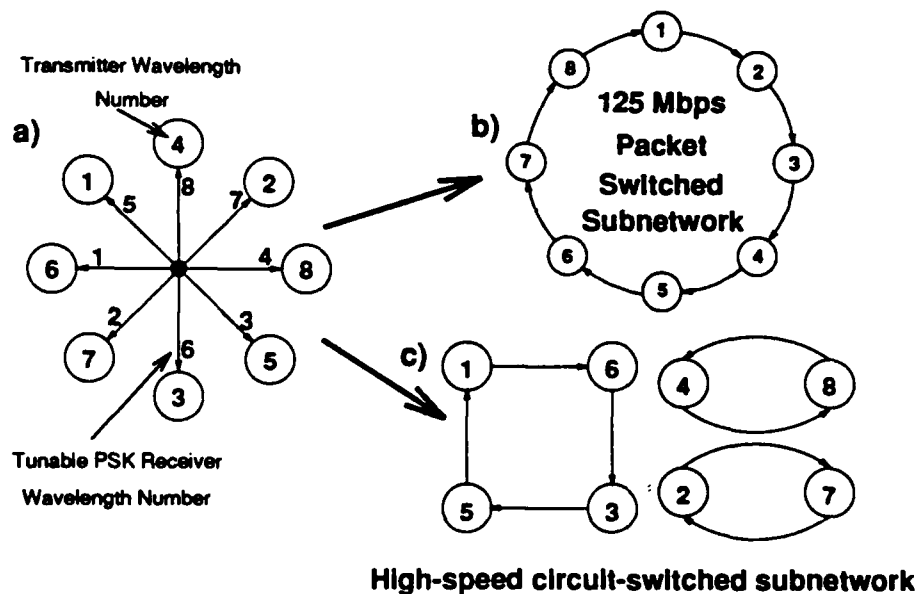 Transmitter Wavelength
Number
a)
4
1
2
8
5
7
6
1
4
8
2
3
7
6
5
3
Tunable PSK Receiver
Wavelength Number
b)
1
8
2
125 Mbps
Packet
7
3
Switched
Subnetwork
6
4
5
c)
1
6
4
8
5
3
2
7
High-speed circuit-switched subnetwork